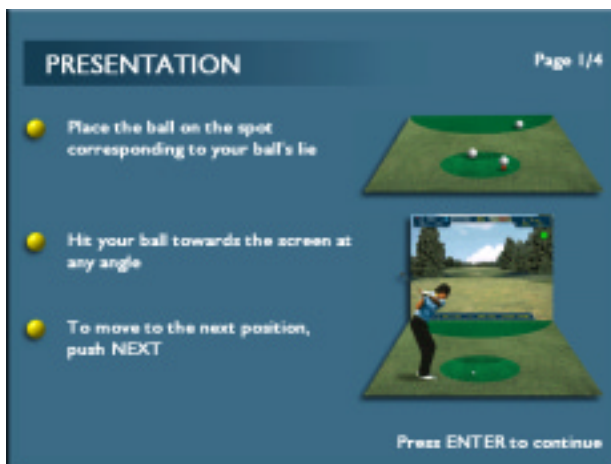 PRESENTATION
Page 1/4
Place the ball on the spot
corresponding to your ball's lie
Hit your ball towards the screen at
any angle
To move to the next position,
push NEXT
Press ENTER to continue